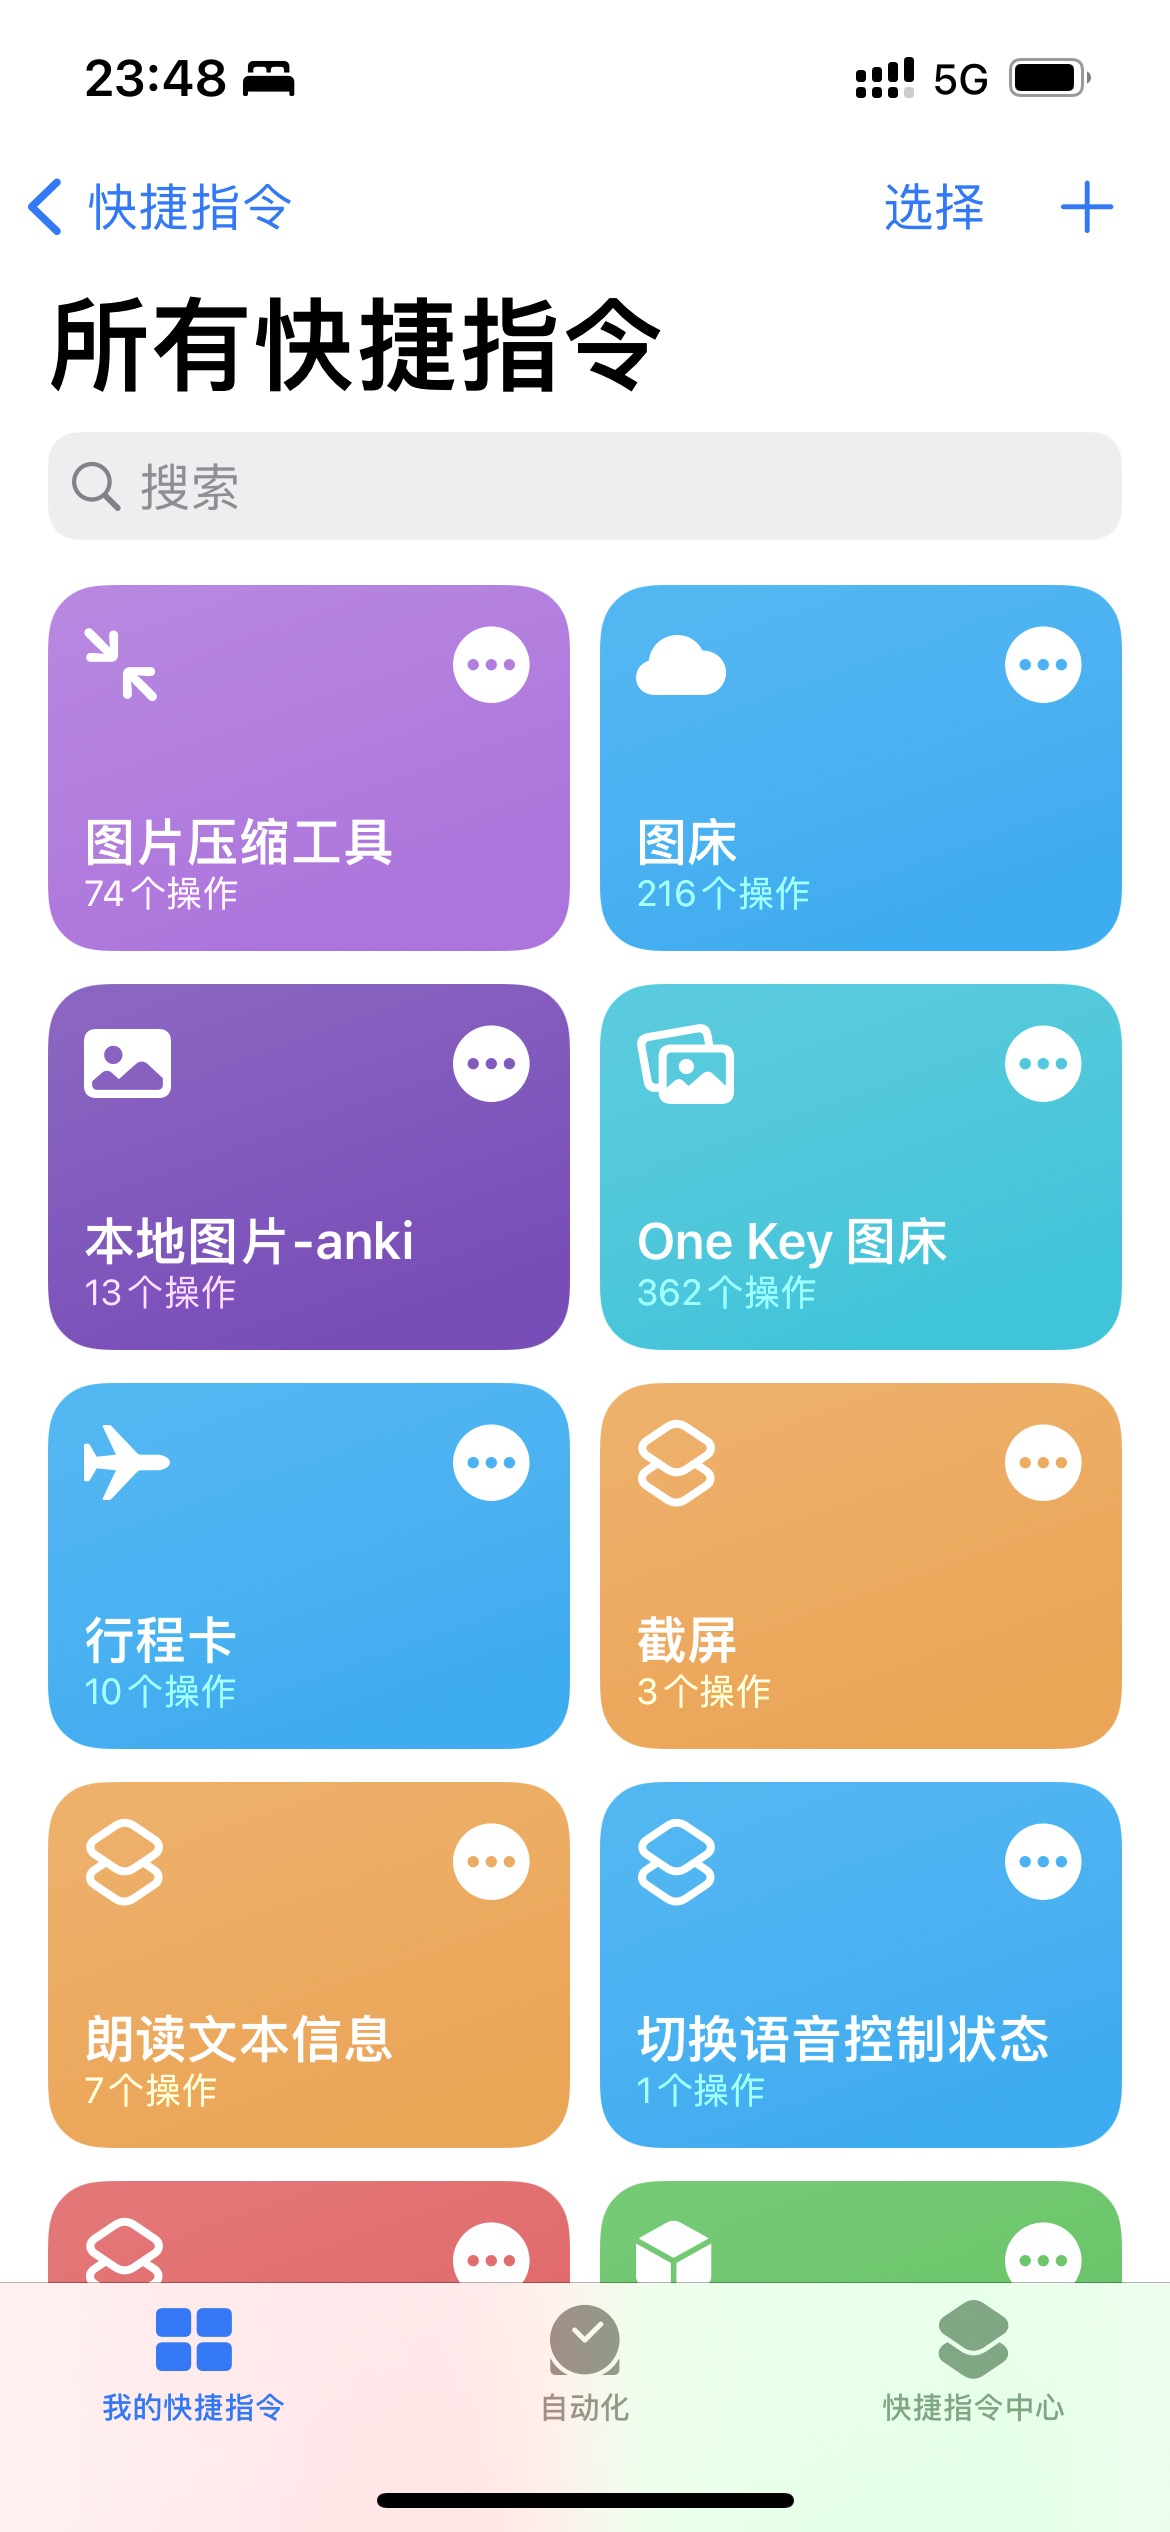 23:48
5G
快捷指令
选择
所有快捷指令
搜索
图片压缩工具
74个操作
图床
216个操作
本地图片-anki
13个操作
One Key 图床
362个操作
行程卡
10个操作
截屏
3个操作
朗读文本信息
7个操作
切换语音控制状态
1个操作
我的快捷指令
自动化
快捷指令中心